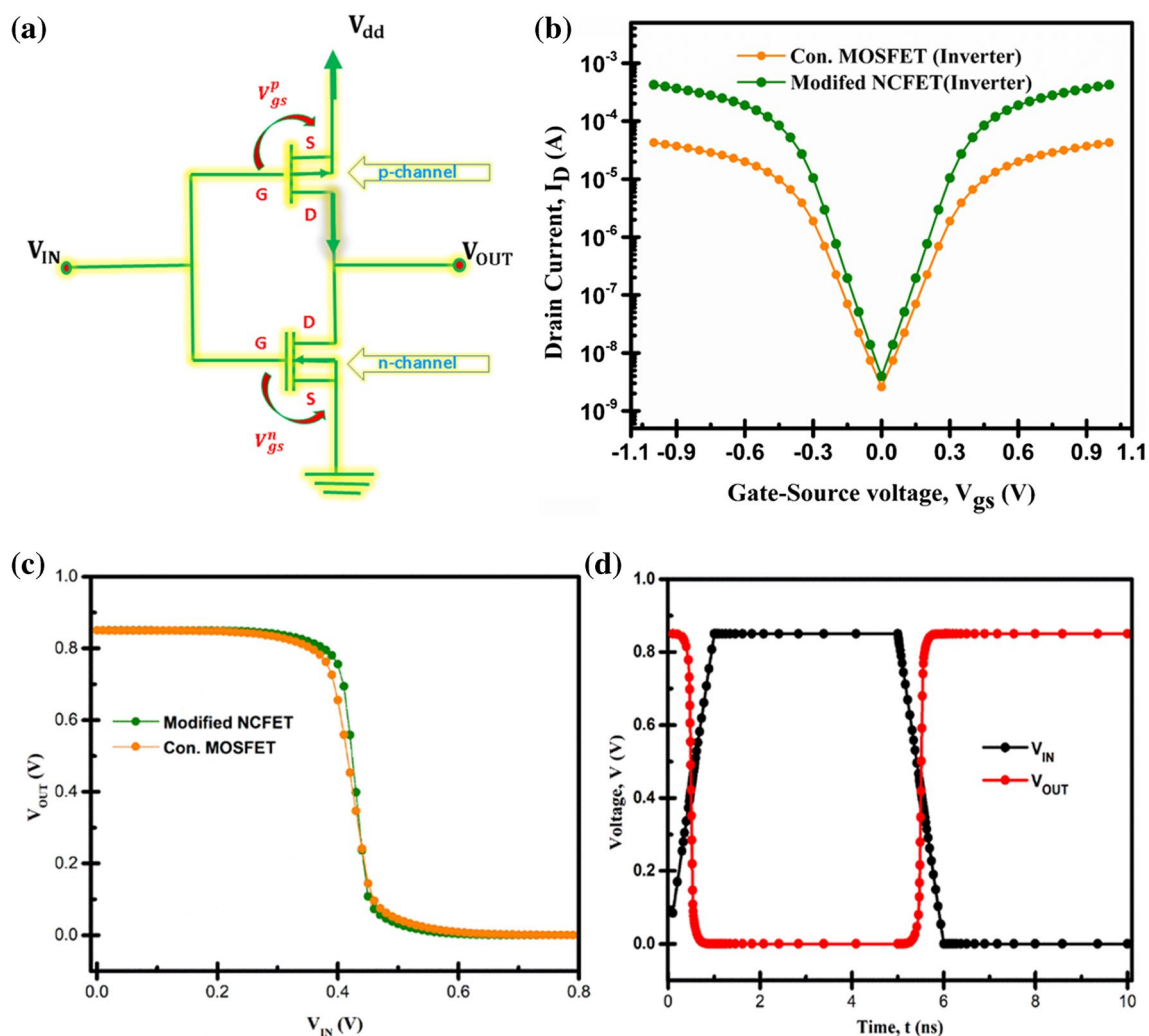 (a)
V_dd
V_gs^p
S
p-channel
G
D
V_IN
V_OUT
D
G
n-channel
S
V_gs^n
(b)
Con. MOSFET (Inverter)
Modifed NCFET(Inverter)
10^-3
10^-4
10^-5
10^-6
10^-7
10^-8
10^-9
Drain Current, I_D (A)
-1.1 -0.9 -0.6 -0.3 0.0 0.3 0.6 0.9 1.1
Gate-Source voltage, V_gs (V)
(c)
1.0
0.8
0.6
0.4
0.2
0.0
V_OUT (V)
Modified NCFET
Con. MOSFET
0.0 0.2 0.4 0.6 0.8
V_IN (V)
(d)
1.0
0.8
0.6
0.4
0.2
0.0
Voltage, V (V)
V_IN
V_OUT
0 2 4 6 8 10
Time, t (ns)